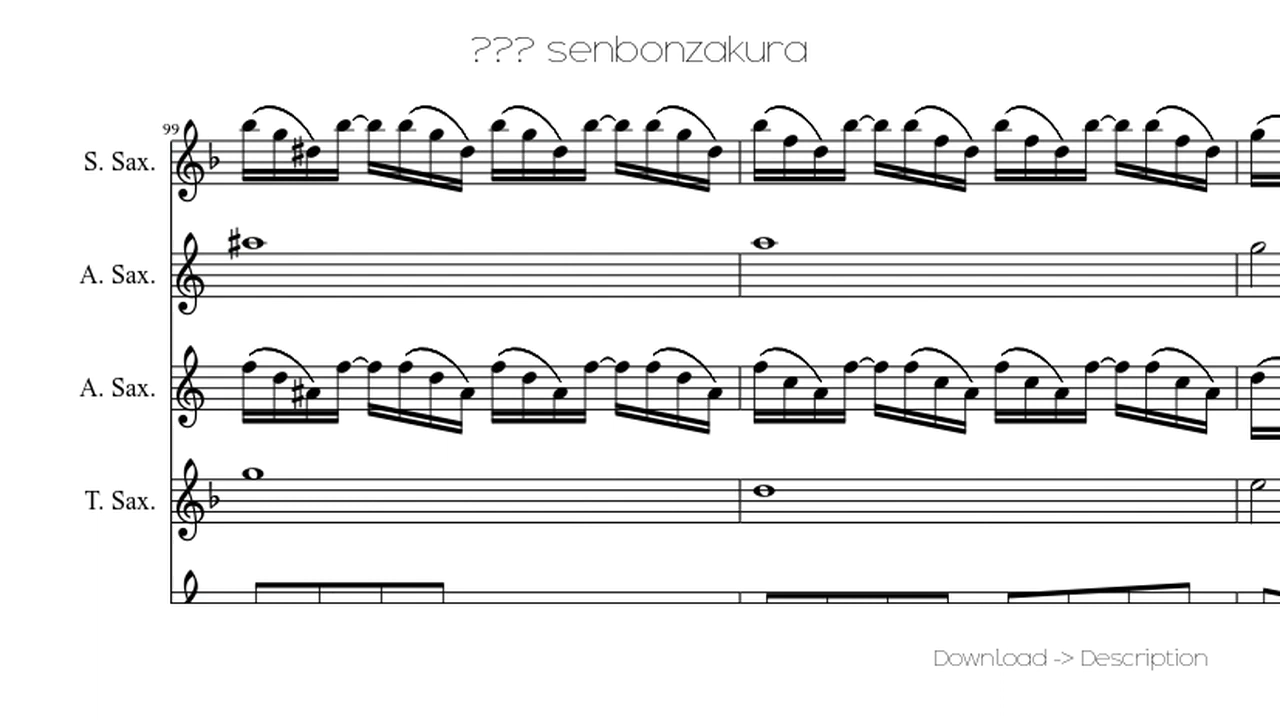 ??? senbonzakura
99
S. Sax.
A. Sax.
A. Sax.
T. Sax.
Download -> Description